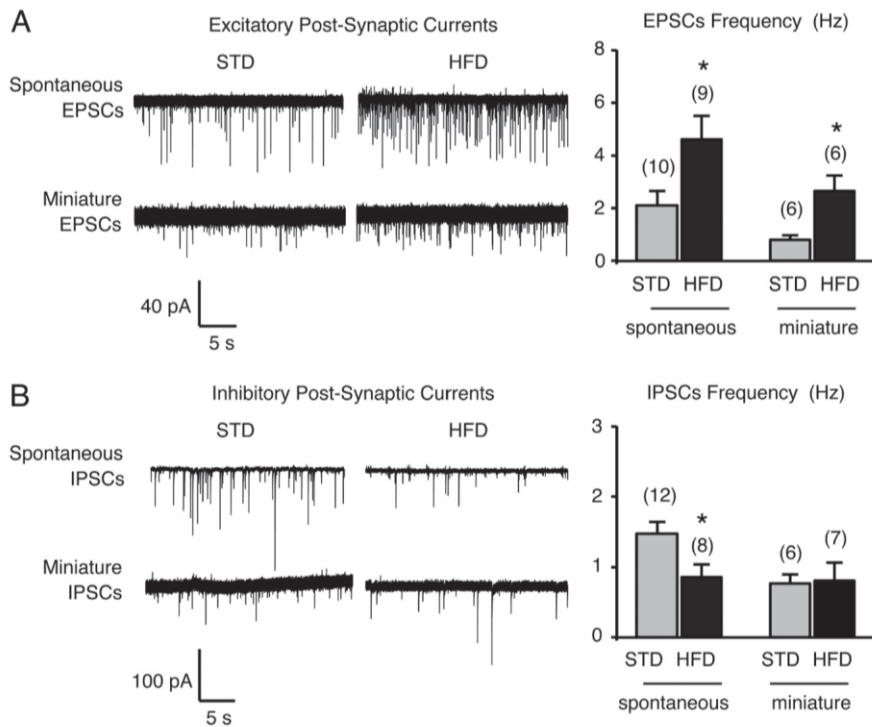 A
Excitatory Post-Synaptic Currents
STD HFD
Spontaneous
EPSCs
Miniature
EPSCs
40 pA
5 s
EPSCs Frequency (Hz)
8
6
4
2
0
(10)
*
(9)
(6)
*
(6)
STD HFD STD HFD
spontaneous miniature
B
Inhibitory Post-Synaptic Currents
STD HFD
Spontaneous
IPSCs
Miniature
IPSCs
100 pA
5 s
IPSCs Frequency (Hz)
3
2
1
0
(12)
*
(8)
(6)
(7)
STD HFD STD HFD
spontaneous miniature